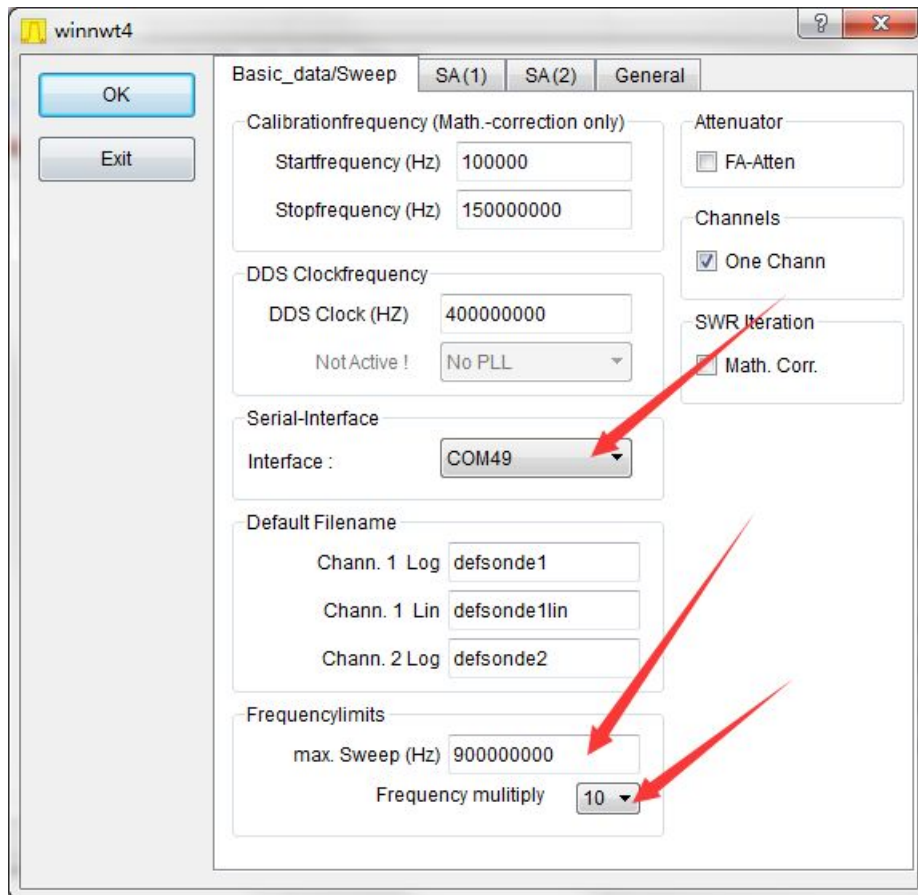 winnwt4
OK
Exit
Basic_data/Sweep SA(1) SA(2) General
Calibrationfrequency (Math.-correction only)
Startfrequency (Hz) 100000
Stopfrequency (Hz) 150000000
DDS Clockfrequency
DDS Clock (HZ) 400000000
Not Active ! No PLL
Serial-Interface
Interface : COM49
Default Filename
Chann. 1 Log defsonde1
Chann. 1 Lin defsonde1lin
Chann. 2 Log defsonde2
Frequencylimits
max. Sweep (Hz) 900000000
Frequency mulitiply 10
Attenuator
FA-Atten
Channels
One Chann
SWR Iteration
Math. Corr.